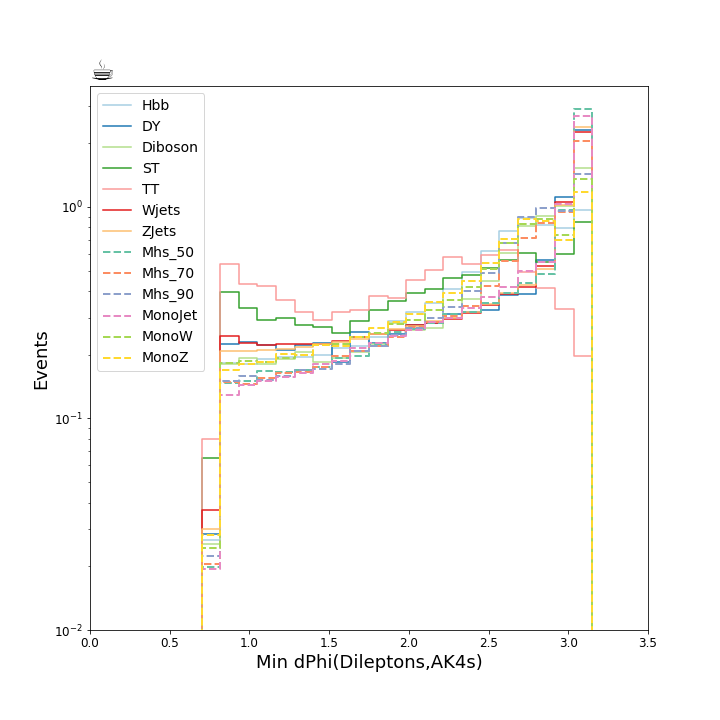 ☕
Hbb
DY
Diboson
ST
TT
Wjets
ZJets
Mhs_50
Mhs_70
Mhs_90
MonoJet
MonoW
MonoZ
10⁰
10⁻¹
10⁻²
Events
0.0 0.5 1.0 1.5 2.0 2.5 3.0 3.5
Min dPhi(Dileptons,AK4s)